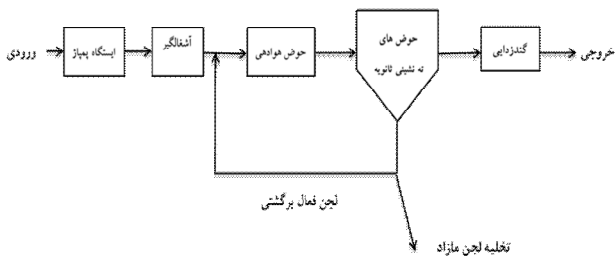 ورودی
ایستگاه پمپاژ
آشغالگیر
حوض هوادهی
حوض های
ته نشینی ثانویه
گندزدایی
خروجی
لجن فعال برگشتی
تخلیه لجن مازاد